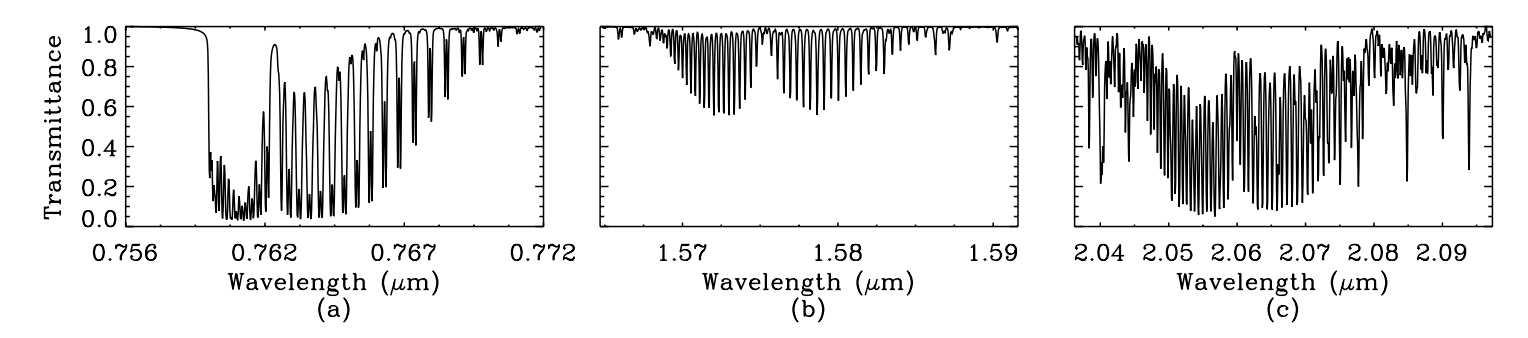 Transmittance
1.0
0.8
0.6
0.4
0.2
0.0
0.756 0.762 0.767 0.772
Wavelength (μm)
(a)
1.57 1.58 1.59
Wavelength (μm)
(b)
2.04 2.05 2.06 2.07 2.08 2.09
Wavelength (μm)
(c)